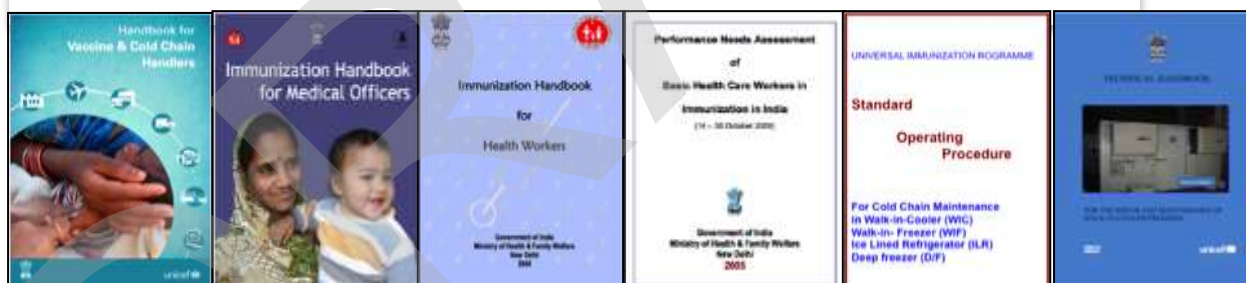 Handbook for
Vaccine & Cold Chain
Handlers
unicef
Immunization Handbook
for Medical Officers
Immunization Handbook
for
Health Workers
Government of India
Ministry of Health & Family Welfare
New Delhi
Performance Needs Assessment
of
Basic Health Care Workers in
Immunization in India
Government of India
Ministry of Health & Family Welfare
New Delhi
2005
UNIVERSAL IMMUNIZATION ROGRAMME
Standard
Operating
Procedure
For Cold Chain Maintenance
in Walk-in-Cooler (WIC)
Walk-in- Freezer (WIF)
Ice Lined Refrigerator (ILR)
Deep freezer (D/F)
TECHNICAL HANDBOOK
unicef